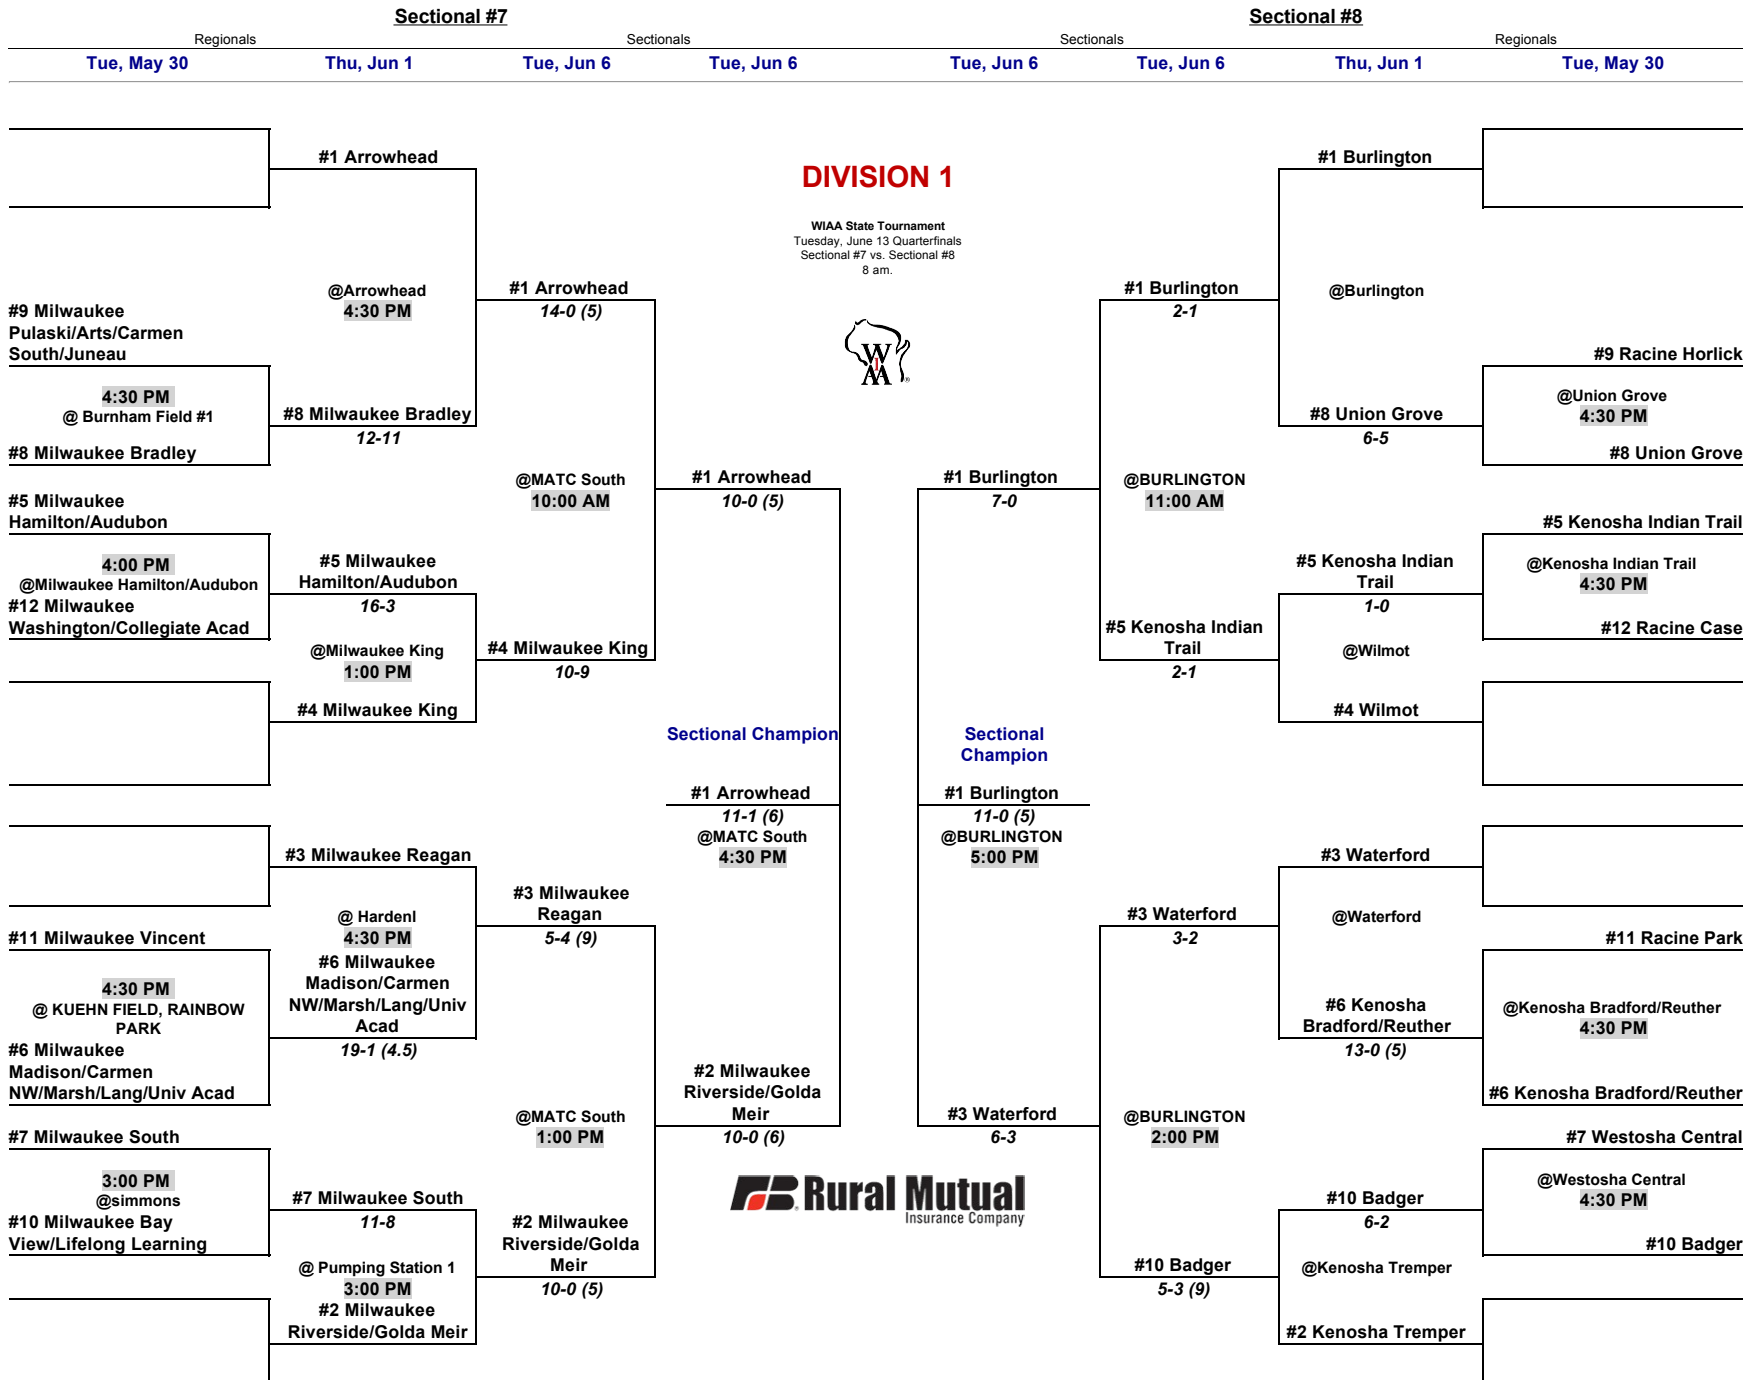 Sectional #7
Sectional #8
Regionals
Sectionals
Sectionals
Regionals
Tue, May 30
Thu, Jun 1
Tue, Jun 6
Tue, Jun 6
Tue, Jun 6
Tue, Jun 6
Thu, Jun 1
Tue, May 30
#9 Milwaukee
Pulaski/Arts/Carmen
South/Juneau
4:30 PM
@ Burnham Field #1
#8 Milwaukee Bradley
#5 Milwaukee
Hamilton/Audubon
4:00 PM
@Milwaukee Hamilton/Audubon
#12 Milwaukee
Washington/Collegiate Acad
#11 Milwaukee Vincent
4:30 PM
@ KUEHN FIELD, RAINBOW
PARK
#6 Milwaukee
Madison/Carmen
NW/Marsh/Lang/Univ Acad
#7 Milwaukee South
3:00 PM
@simmons
#10 Milwaukee Bay
View/Lifelong Learning
#1 Arrowhead
@Arrowhead
4:30 PM
#8 Milwaukee Bradley
12-11
#5 Milwaukee
Hamilton/Audubon
16-3
@Milwaukee King
1:00 PM
#4 Milwaukee King
#3 Milwaukee Reagan
@ Hardenl
4:30 PM
#6 Milwaukee
Madison/Carmen
NW/Marsh/Lang/Univ
Acad
19-1 (4.5)
#7 Milwaukee South
11-8
@ Pumping Station 1
3:00 PM
#2 Milwaukee
Riverside/Golda Meir
#1 Arrowhead
14-0 (5)
@MATC South
10:00 AM
#4 Milwaukee King
10-9
#3 Milwaukee
Reagan
5-4 (9)
@MATC South
1:00 PM
#2 Milwaukee
Riverside/Golda
Meir
10-0 (5)
#1 Arrowhead
10-0 (5)
Sectional Champion
#1 Arrowhead
11-1 (6)
@MATC South
4:30 PM
#2 Milwaukee
Riverside/Golda
Meir
10-0 (6)
DIVISION 1
WIAA State Tournament
Tuesday, June 13 Quarterfinals
Sectional #7 vs. Sectional #8
8 am.
W
I
AA
®
Rural Mutual
Insurance Company
#1 Burlington
7-0
Sectional
Champion
#1 Burlington
11-0 (5)
@BURLINGTON
5:00 PM
#3 Waterford
6-3
#1 Burlington
2-1
@BURLINGTON
11:00 AM
#5 Kenosha Indian
Trail
2-1
#3 Waterford
3-2
@BURLINGTON
2:00 PM
#10 Badger
5-3 (9)
#1 Burlington
@Burlington
#8 Union Grove
6-5
#5 Kenosha Indian
Trail
1-0
@Wilmot
#4 Wilmot
#3 Waterford
@Waterford
#6 Kenosha
Bradford/Reuther
13-0 (5)
#10 Badger
6-2
@Kenosha Tremper
#2 Kenosha Tremper
#9 Racine Horlick
@Union Grove
4:30 PM
#8 Union Grove
#5 Kenosha Indian Trail
@Kenosha Indian Trail
4:30 PM
#12 Racine Case
#11 Racine Park
@Kenosha Bradford/Reuther
4:30 PM
#6 Kenosha Bradford/Reuther
#7 Westosha Central
@Westosha Central
4:30 PM
#10 Badger